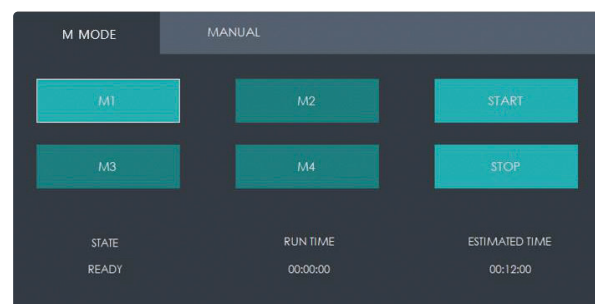 M MODE MANUAL
M1 M2 START
M3 M4 STOP
STATE RUN TIME ESTIMATED TIME
READY 00:00:00 00:12:00